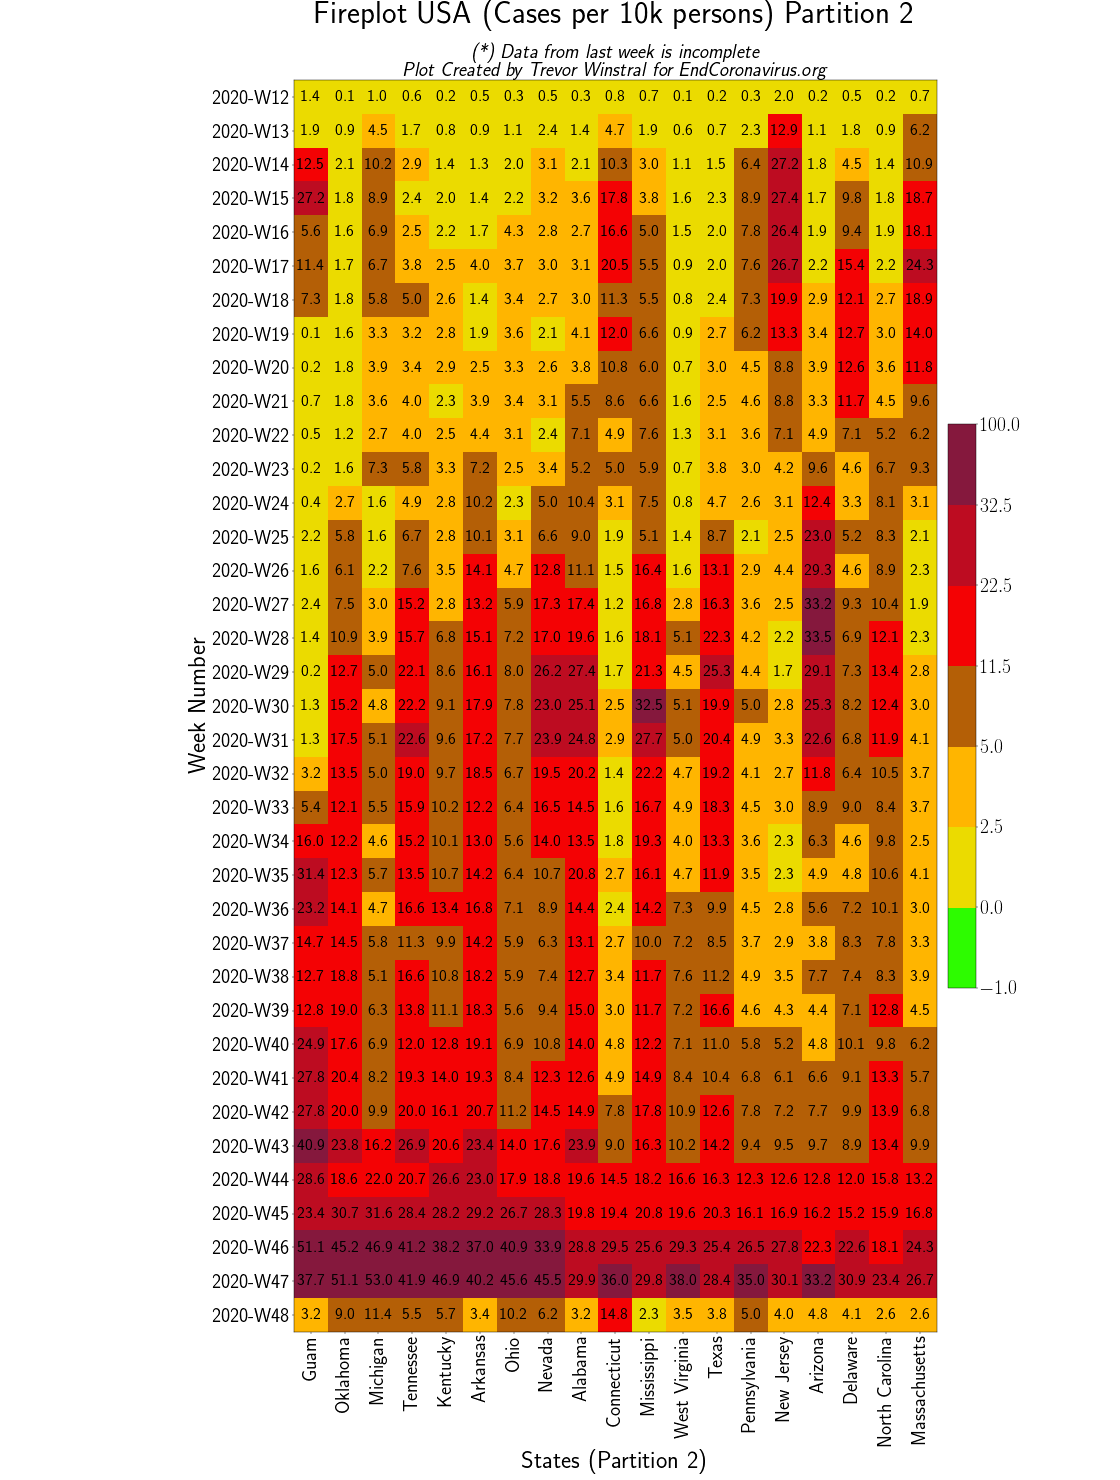 Fireplot USA (Cases per 10k persons) Partition 2
(*) Data from last week is incomplete
Plot Created by Trevor Winstral for EndCoronavirus.org
2020-W12 1.4 0.1 1.0 0.6 0.2 0.5 0.3 0.5 0.3 0.8 0.7 0.1 0.2 0.3 2.0 0.2 0.5 0.2 0.7
2020-W13 1.9 0.9 4.5 1.7 0.8 0.9 1.1 2.4 1.4 4.7 1.9 0.6 0.7 2.3 12.9 1.1 1.8 0.9 6.2
2020-W14 12.5 2.1 10.2 2.9 1.4 1.3 2.0 3.1 2.1 10.3 3.0 1.1 1.5 6.4 27.2 1.8 4.5 1.4 10.9
2020-W15 27.2 1.8 8.9 2.4 2.0 1.4 2.2 3.2 3.6 17.8 3.8 1.6 2.3 8.9 27.4 1.7 9.8 1.8 18.7
2020-W16 5.6 1.6 6.9 2.5 2.2 1.7 4.3 2.8 2.7 16.6 5.0 1.5 2.0 7.8 26.4 1.9 9.4 1.9 18.1
2020-W17 11.4 1.7 6.7 3.8 2.5 4.0 3.7 3.0 3.1 20.5 5.5 0.9 2.0 7.6 26.7 2.2 15.4 2.2 24.3
2020-W18 7.3 1.8 5.8 5.0 2.6 1.4 3.4 2.7 3.0 11.3 5.5 0.8 2.4 7.3 19.9 2.9 12.1 2.7 18.9
2020-W19 0.1 1.6 3.3 3.2 2.8 1.9 3.6 2.1 4.1 12.0 6.6 0.9 2.7 6.2 13.3 3.4 12.7 3.0 14.0
2020-W20 0.2 1.8 3.9 3.4 2.9 2.5 3.3 2.6 3.8 10.8 6.0 0.7 3.0 4.5 8.8 3.9 12.6 3.6 11.8
2020-W21 0.7 1.8 3.6 4.0 2.3 3.9 3.4 3.1 5.5 8.6 6.6 1.6 2.5 4.6 8.8 3.3 11.7 4.5 9.6
2020-W22 0.5 1.2 2.7 4.0 2.5 4.4 3.1 2.4 7.1 4.9 7.6 1.3 3.1 3.6 7.1 4.9 7.1 5.2 6.2
2020-W23 0.2 1.6 7.3 5.8 3.3 7.2 2.5 3.4 5.2 5.0 5.9 0.7 3.8 3.0 4.2 9.6 4.6 6.7 9.3
2020-W24 0.4 2.7 1.6 4.9 2.8 10.2 2.3 5.0 10.4 3.1 7.5 0.8 4.7 2.6 3.1 12.4 3.3 8.1 3.1
2020-W25 2.2 5.8 1.6 6.7 2.8 10.1 3.1 6.6 9.0 1.9 5.1 1.4 8.7 2.1 2.5 23.0 5.2 8.3 2.1
2020-W26 1.6 6.1 2.2 7.6 3.5 14.1 4.7 12.8 11.1 1.5 16.4 1.6 13.1 2.9 4.4 29.3 4.6 8.9 2.3
2020-W27 2.4 7.5 3.0 15.2 2.8 13.2 5.9 17.3 17.4 1.2 16.8 2.8 16.3 3.6 2.5 33.2 9.3 10.4 1.9
2020-W28 1.4 10.9 3.9 15.7 6.8 15.1 7.2 17.0 19.6 1.6 18.1 5.1 22.3 4.2 2.2 33.5 6.9 12.1 2.3
2020-W29 0.2 12.7 5.0 22.1 8.6 16.1 8.0 26.2 27.4 1.7 21.3 4.5 25.3 4.4 1.7 29.1 7.3 13.4 2.8
2020-W30 1.3 15.2 4.8 22.2 9.1 17.9 7.8 23.0 25.1 2.5 32.5 5.1 19.9 5.0 2.8 25.3 8.2 12.4 3.0
2020-W31 1.3 17.5 5.1 22.6 9.6 17.2 7.7 23.9 24.8 2.9 27.7 5.0 20.4 4.9 3.3 22.6 6.8 11.9 4.1
2020-W32 3.2 13.5 5.0 19.0 9.7 18.5 6.7 19.5 20.2 1.4 22.2 4.7 19.2 4.1 2.7 11.8 6.4 10.5 3.7
2020-W33 5.4 12.1 5.5 15.9 10.2 12.2 6.4 16.5 14.5 1.6 16.7 4.9 18.3 4.5 3.0 8.9 9.0 8.4 3.7
2020-W34 16.0 12.2 4.6 15.2 10.1 13.0 5.6 14.0 13.5 1.8 19.3 4.0 13.3 3.6 2.3 6.3 4.6 9.8 2.5
2020-W35 31.4 12.3 5.7 13.5 10.7 14.2 6.4 10.7 20.8 2.7 16.1 4.7 11.9 3.5 2.3 4.9 4.8 10.6 4.1
2020-W36 23.2 14.1 4.7 16.6 13.4 16.8 7.1 8.9 14.4 2.4 14.2 7.3 9.9 4.5 2.8 5.6 7.2 10.1 3.0
2020-W37 14.7 14.5 5.8 11.3 9.9 14.2 5.9 6.3 13.1 2.7 10.0 7.2 8.5 3.7 2.9 3.8 8.3 7.8 3.3
2020-W38 12.7 18.8 5.1 16.6 10.8 18.2 5.9 7.4 12.7 3.4 11.7 7.6 11.2 4.9 3.5 7.7 7.4 8.3 3.9
2020-W39 12.8 19.0 6.3 13.8 11.1 18.3 5.6 9.4 15.0 3.0 11.7 7.2 16.6 4.6 4.3 4.4 7.1 12.8 4.5
2020-W40 24.9 17.6 6.9 12.0 12.8 19.1 6.9 10.8 14.0 4.8 12.2 7.1 11.0 5.8 5.2 4.8 10.1 9.8 6.2
2020-W41 27.8 20.4 8.2 19.3 14.0 19.3 8.4 12.3 12.6 4.9 14.9 8.4 10.4 6.8 6.1 6.6 9.1 13.3 5.7
2020-W42 27.8 20.0 9.9 20.0 16.1 20.7 11.2 14.5 14.9 7.8 17.8 10.9 12.6 7.8 7.2 7.7 9.9 13.9 6.8
2020-W43 40.9 23.8 16.2 26.9 20.6 23.4 14.0 17.6 23.9 9.0 16.3 10.2 14.2 9.4 9.5 9.7 8.9 13.4 9.9
2020-W44 28.6 18.6 22.0 20.7 26.6 23.0 17.9 18.8 19.6 14.5 18.2 16.6 16.3 12.3 12.6 12.8 12.0 15.8 13.2
2020-W45 23.4 30.7 31.6 28.4 28.2 29.2 26.7 28.3 19.8 19.4 20.8 19.6 20.3 16.1 16.9 16.2 15.2 15.9 16.8
2020-W46 51.1 45.2 46.9 41.2 38.2 37.0 40.9 33.9 28.8 29.5 25.6 29.3 25.4 26.5 27.8 22.3 22.6 18.1 24.3
2020-W47 37.7 51.1 53.0 41.9 46.9 40.2 45.6 45.5 29.9 36.0 29.8 38.0 28.4 35.0 30.1 33.2 30.9 23.4 26.7
2020-W48 3.2 9.0 11.4 5.5 5.7 3.4 10.2 6.2 3.2 14.8 2.3 3.5 3.8 5.0 4.0 4.8 4.1 2.6 2.6
Week Number
Guam Oklahoma Michigan Tennessee Kentucky Arkansas Ohio Nevada Alabama Connecticut Mississippi West Virginia Texas Pennsylvania New Jersey Arizona Delaware North Carolina Massachusetts
States (Partition 2)
100.0
32.5
22.5
11.5
5.0
2.5
0.0
−1.0